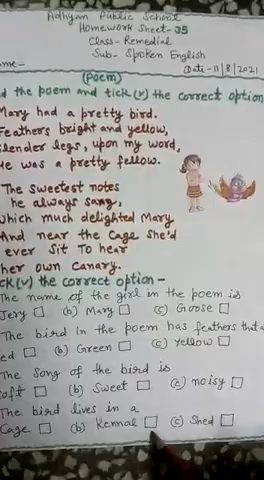 Adhyan Public School
Homework Sheet-35
Class- Remedial
Sub- Spoken English
Date-11/8/2021
(Poem)
the poem and tick(✓) the correct option
Mary had a pretty bird.
Feathers bright and yellow,
Slender legs, upon my word,
He was a pretty fellow.
The sweetest notes
he always sang,
which much delighted Mary
And near the Cage She'd
ever Sit To hear
her own Canary.
(✓) the correct option-
The name of the girl in the poem is
Jery □ (b) Mary □ (c) Goose □
The bird in the poem has feathers that
ed □ (b) Green □ (c) Yellow □
The song of the bird is
oft □ (b) Sweet □ (c) noisy □
The bird lives in a
Cage □ (b) Kennal □ (c) Shed □